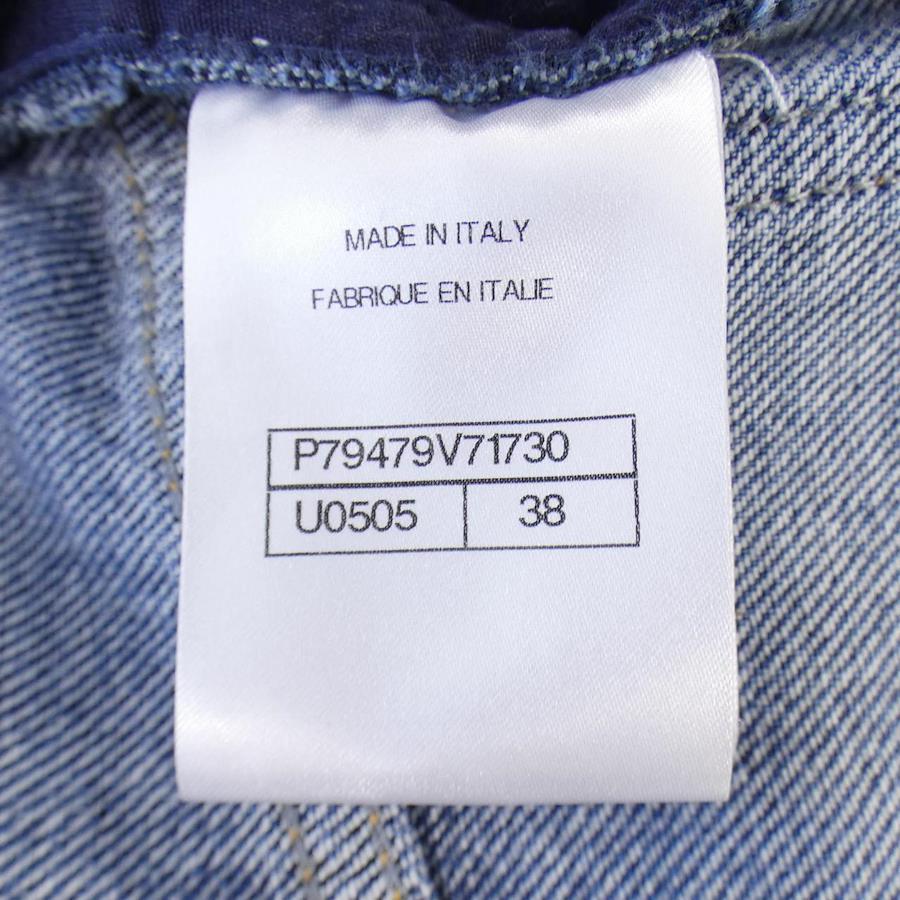 MADE IN ITALY
FABRIQUE EN ITALIE
P79479V71730
U0505 38